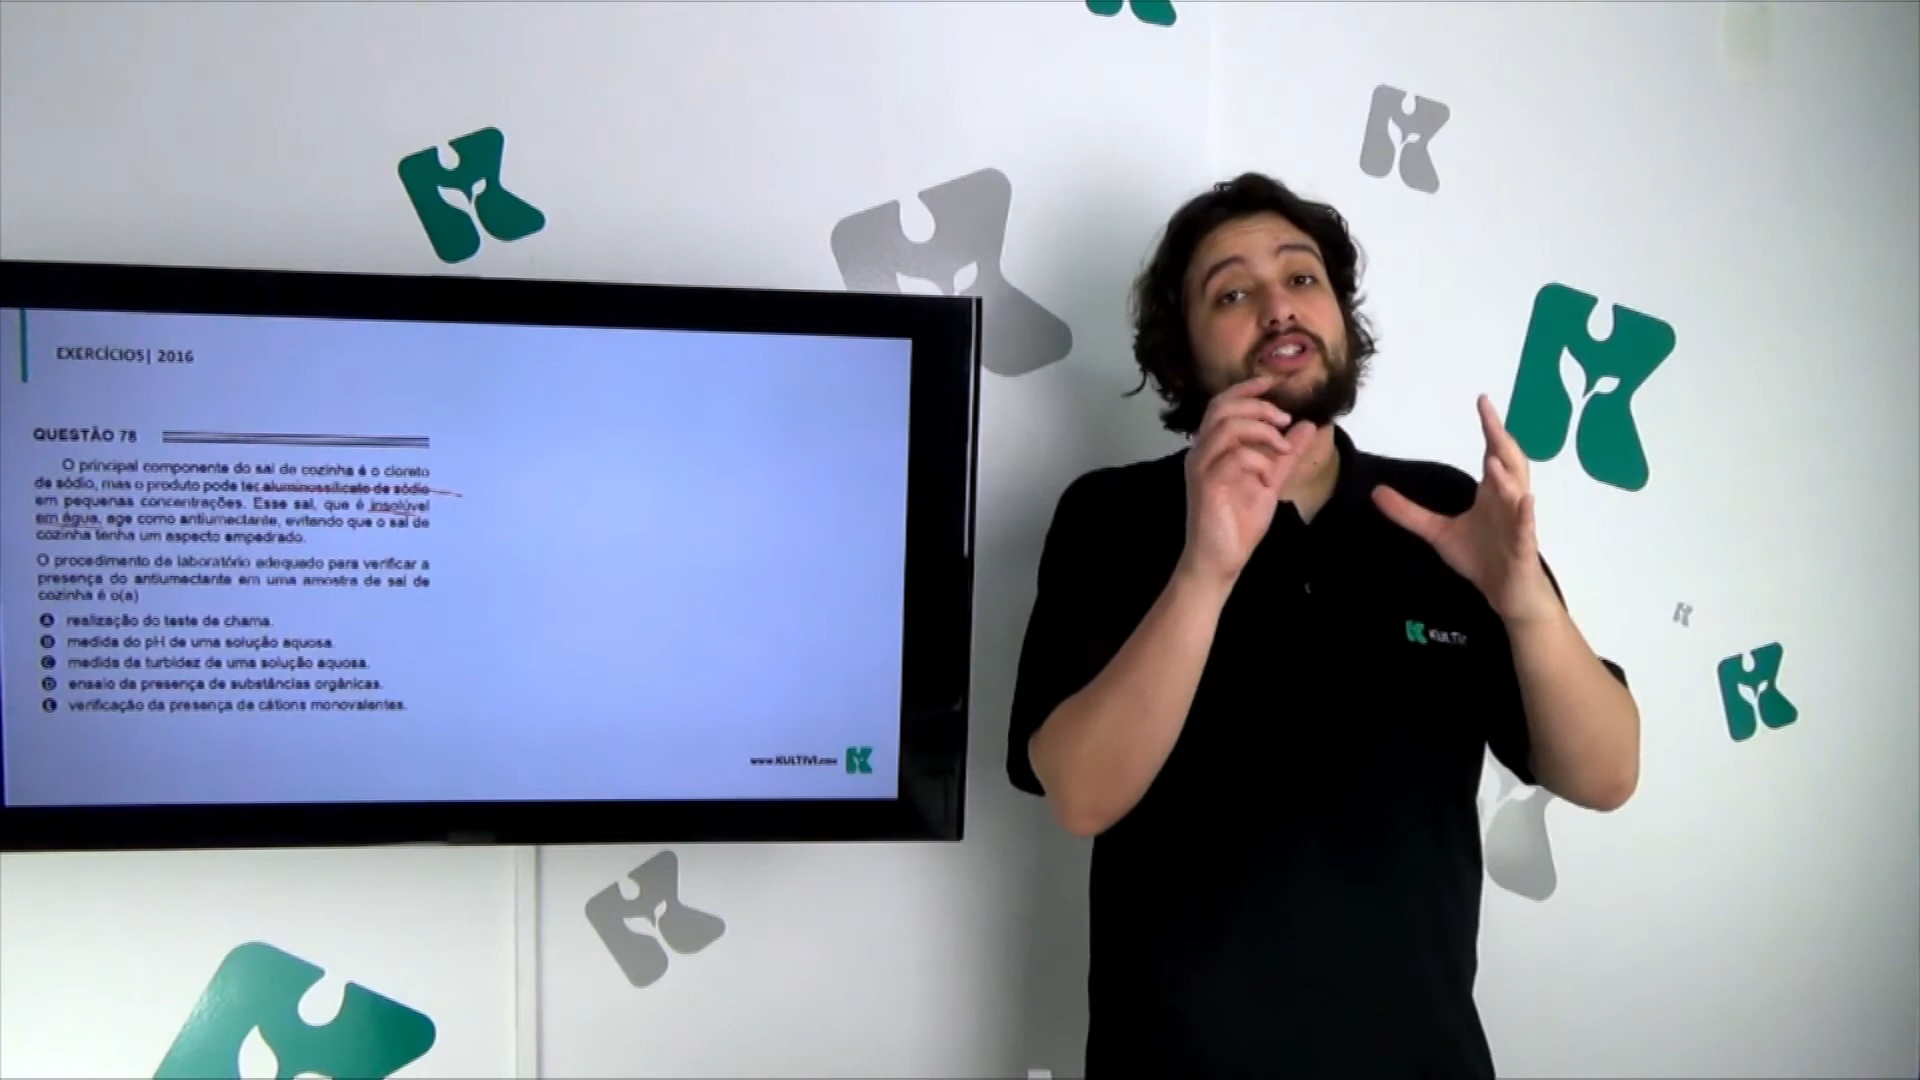 EXERCÍCIOS| 2016
QUESTÃO 78
O principal componente do sal de cozinha é o cloreto
de sódio, mas o produto pode ter aluminossilicato de sódio
em pequenas concentrações. Esse sal, que é insolúvel
em água, age como antiumectante, evitando que o sal de
cozinha tenha um aspecto empedrado.
O procedimento de laboratório adequado para verificar a
presença do antiumectante em uma amostra de sal de
cozinha é o(a)
A realização do teste de chama.
B medida do pH de uma solução aquosa.
C medida da turbidez de uma solução aquosa.
D ensaio da presença de substâncias orgânicas.
E verificação da presença de cátions monovalentes.
www.KULTIVI.com
KULTIVI